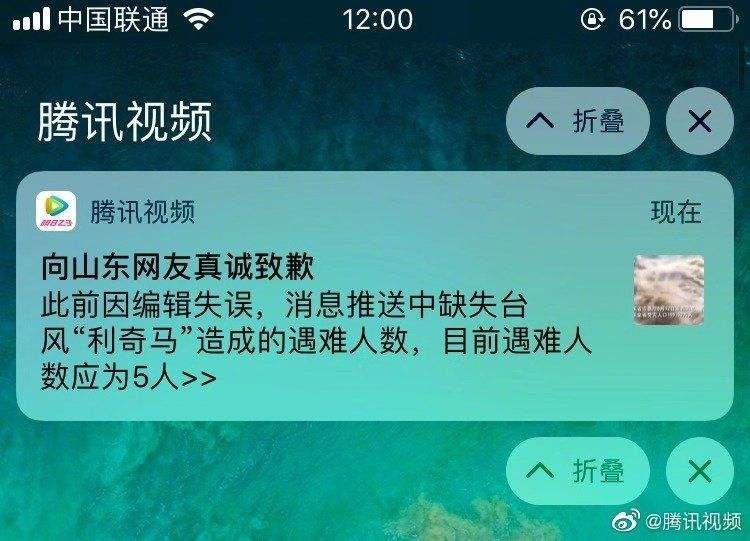 中国联通 12:00 61%
腾讯视频 折叠
腾讯视频 现在
向山东网友真诚致歉
此前因编辑失误，消息推送中缺失台
风“利奇马”造成的遇难人数，目前遇难人
数应为5人>>
折叠
@腾讯视频